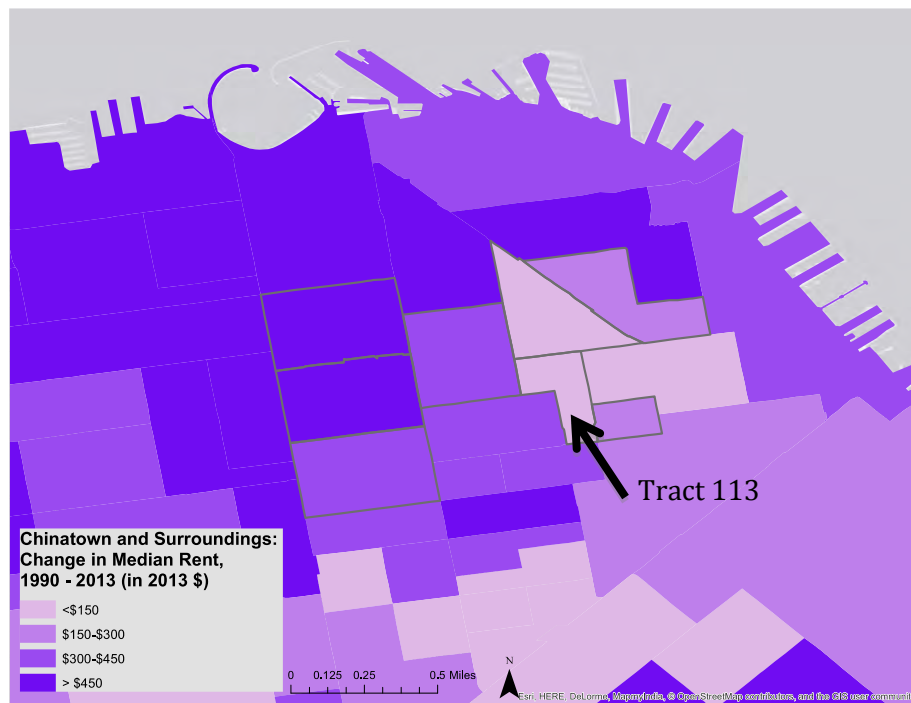 Tract 113
Chinatown and Surroundings:
Change in Median Rent,
1990 - 2013 (in 2013 $)
<$150
$150-$300
$300-$450
> $450
0 0.125 0.25 0.5 Miles
N
Esri, HERE, DeLorme, MapmyIndia, © OpenStreetMap contributors, and the GIS user communit